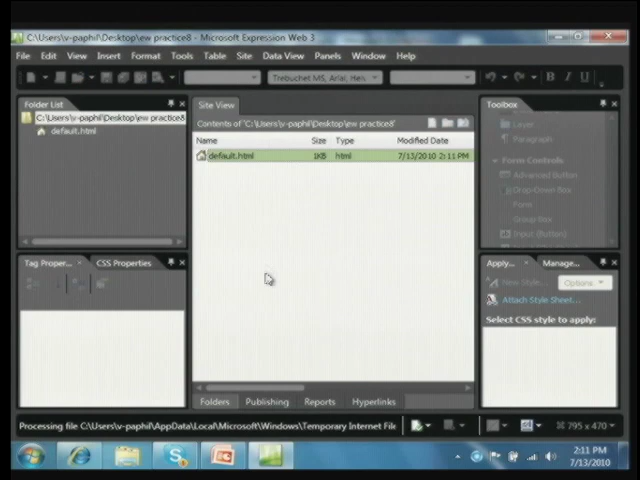 C:\Users\v-paphil\Desktop\ew practice8 - Microsoft Expression Web 3
File Edit View Insert Format Tools Table Site Data View Panels Window Help
Trebuchet MS, Arial, Hel
Folder List
C:\Users\v-paphil\Desktop\ew practice8
default.html
Site View
Contents of 'C:\Users\v-paphil\Desktop\ew practice8'
Name Size Type Modified Date
default.html 1KB html 7/13/2010 2:11 PM
Toolbox
Layer
Paragraph
Form Controls
Advanced Button
Drop-Down Box
Form
Group Box
Input (Button)
Tag Proper... CSS Properties
Apply... Manage...
New Style... Options
Attach Style Sheet...
Select CSS style to apply:
Folders Publishing Reports Hyperlinks
Processing file C:\Users\v-paphil\AppData\Local\Microsoft\Windows\Temporary Internet File
795 x 470
2:11 PM
7/13/2010